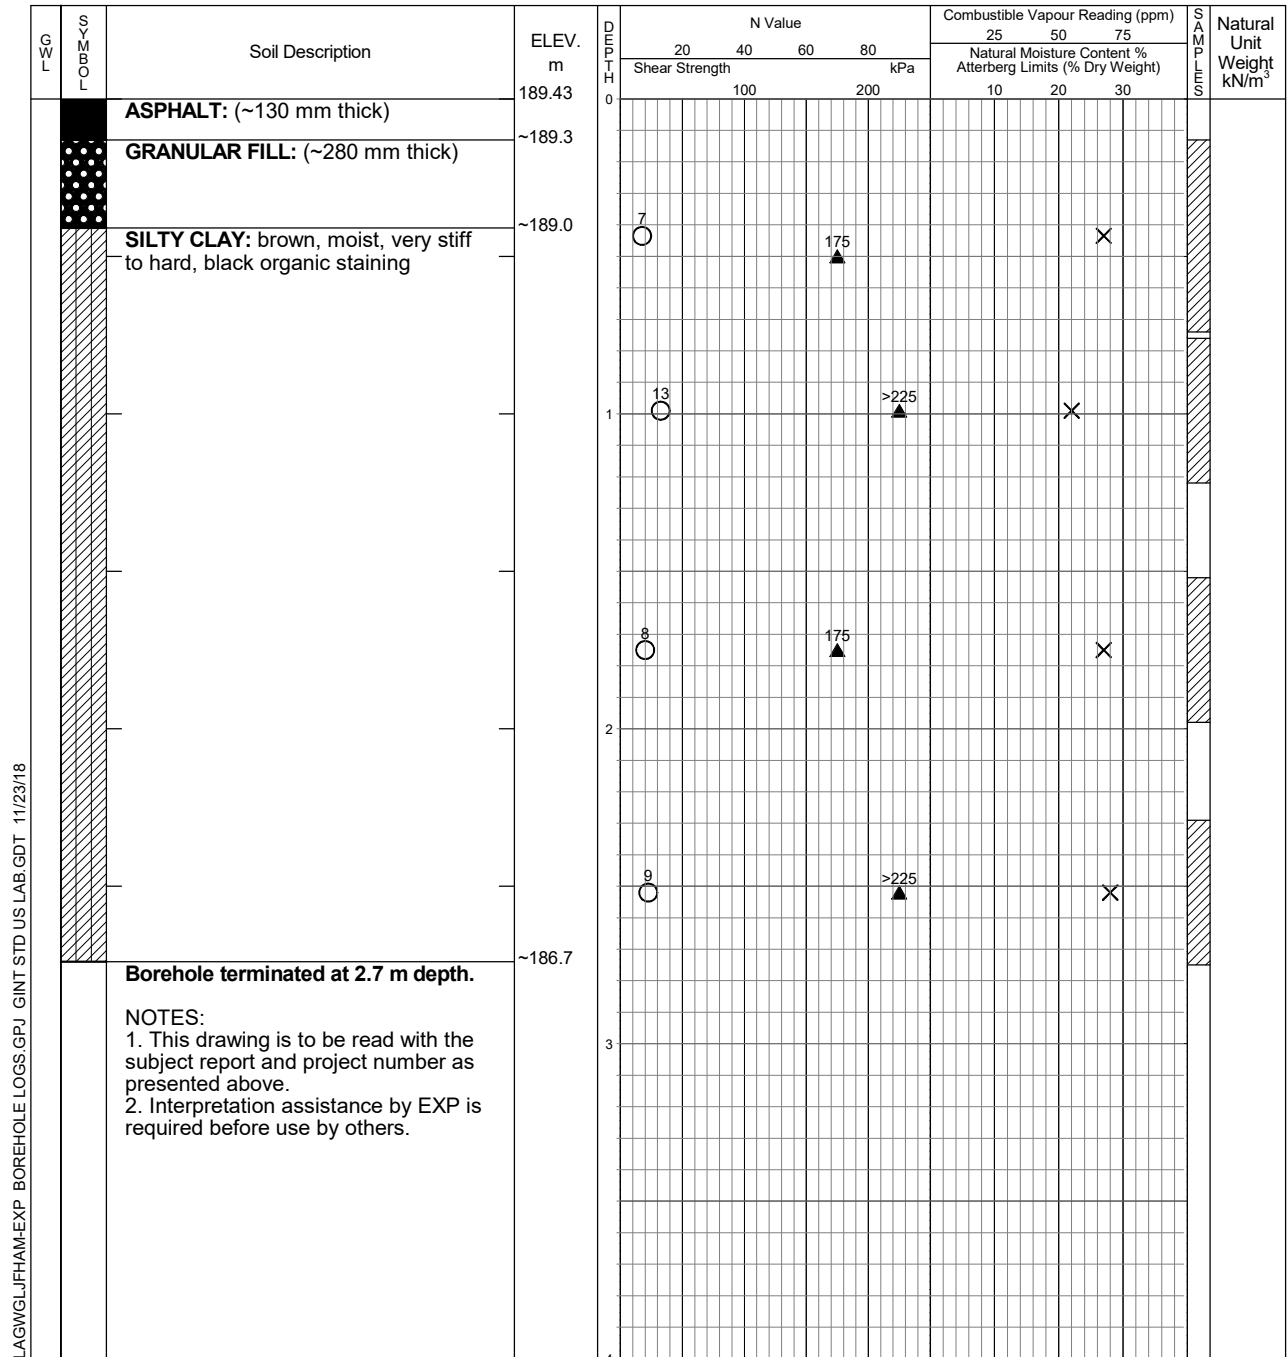 GWL
SYMBOL
Soil Description
ELEV.
m
DEPTH
N Value
20 40 60 80
Shear Strength kPa
100 200
Combustible Vapour Reading (ppm)
25 50 75
Natural Moisture Content %
Atterberg Limits (% Dry Weight)
10 20 30
SAMPLES
Natural
Unit
Weight
kN/m³
189.43
0
ASPHALT: (~130 mm thick)
~189.3
GRANULAR FILL: (~280 mm thick)
~189.0
SILTY CLAY: brown, moist, very stiff
to hard, black organic staining
7
175
13
>225
1
8
175
2
9
>225
~186.7
Borehole terminated at 2.7 m depth.
NOTES:
1. This drawing is to be read with the
subject report and project number as
presented above.
2. Interpretation assistance by EXP is
required before use by others.
3
LAGWGLJFHAM-EXP BOREHOLE LOGS.GPJ GINT STD US LAB.GDT 11/23/18